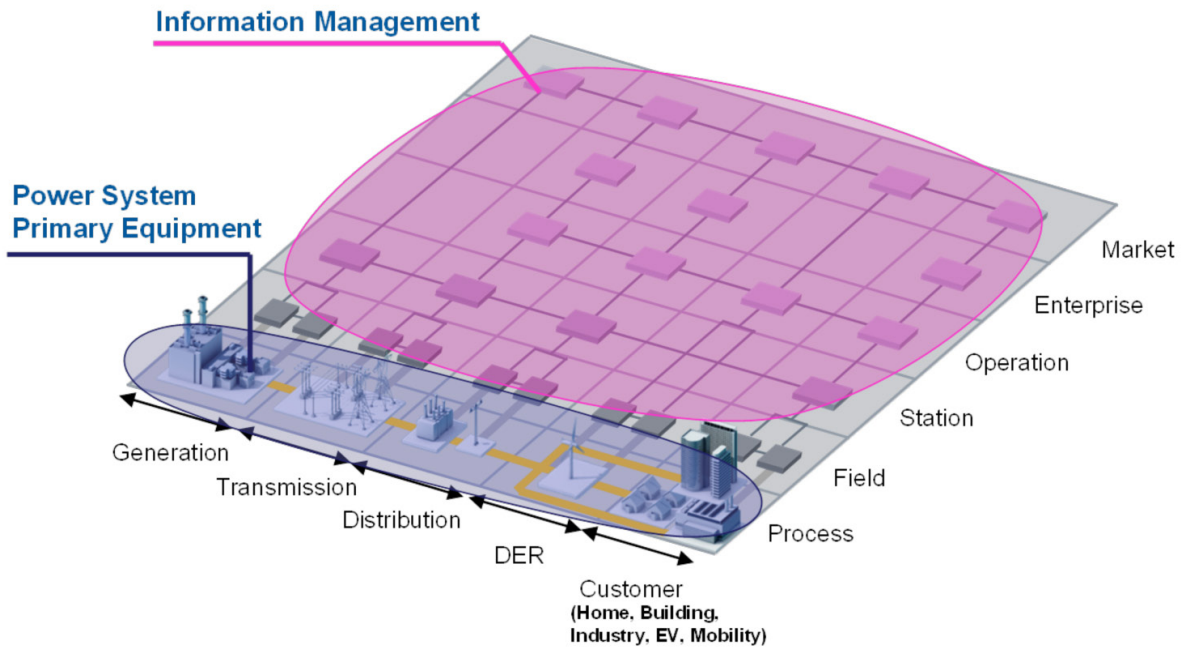 Information Management
Power System
Primary Equipment
Market
Enterprise
Operation
Station
Field
Process
Generation
Transmission
Distribution
DER
Customer
(Home, Building,
Industry, EV, Mobility)